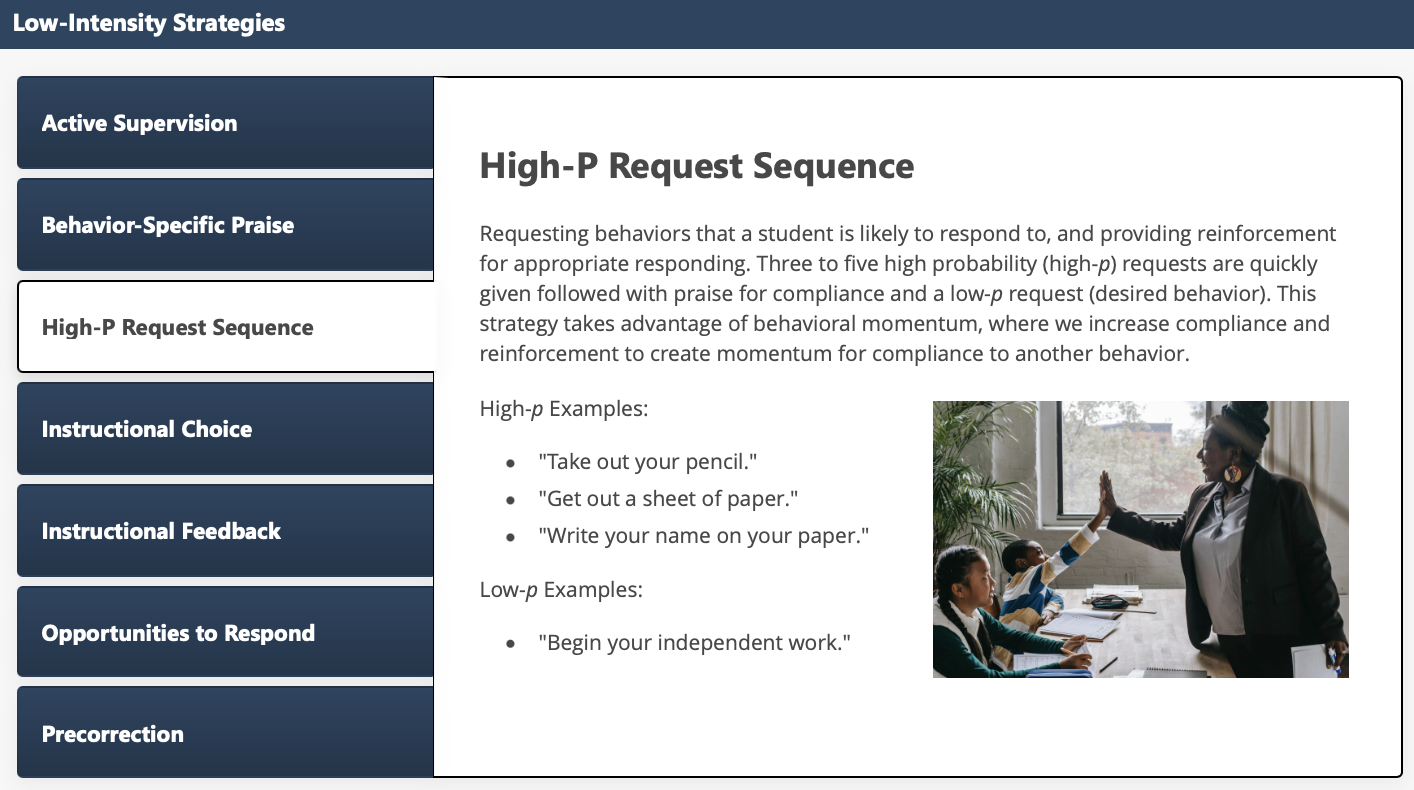 Low-Intensity Strategies
Active Supervision
Behavior-Specific Praise
High-P Request Sequence
Instructional Choice
Instructional Feedback
Opportunities to Respond
Precorrection
High-P Request Sequence
Requesting behaviors that a student is likely to respond to, and providing reinforcement
for appropriate responding. Three to five high probability (high-p) requests are quickly
given followed with praise for compliance and a low-p request (desired behavior). This
strategy takes advantage of behavioral momentum, where we increase compliance and
reinforcement to create momentum for compliance to another behavior.
High-p Examples:
• "Take out your pencil."
• "Get out a sheet of paper."
• "Write your name on your paper."
Low-p Examples:
• "Begin your independent work."